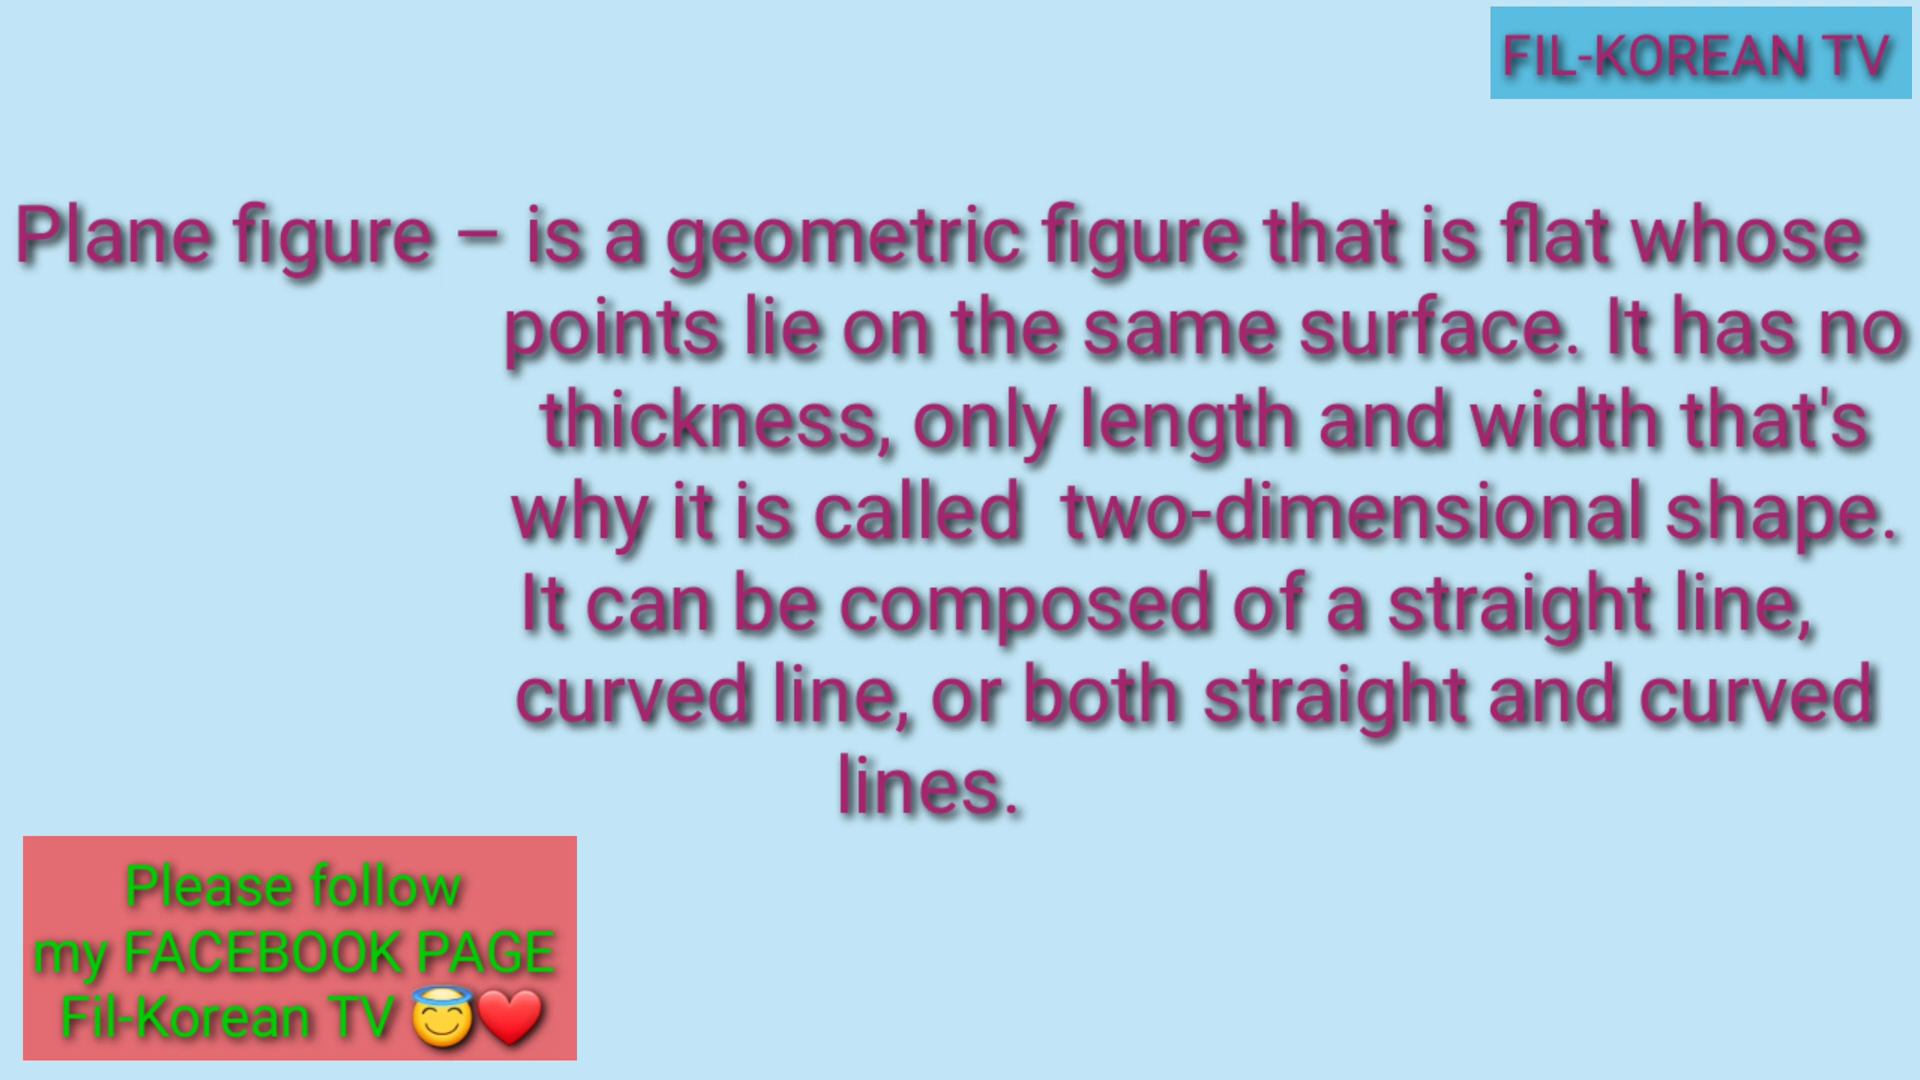 FIL-KOREAN TV
Plane figure – is a geometric figure that is flat whose
points lie on the same surface. It has no
thickness, only length and width that's
why it is called  two-dimensional shape.
It can be composed of a straight line,
curved line, or both straight and curved
lines.
Please follow
my FACEBOOK PAGE
Fil-Korean TV 😇❤️